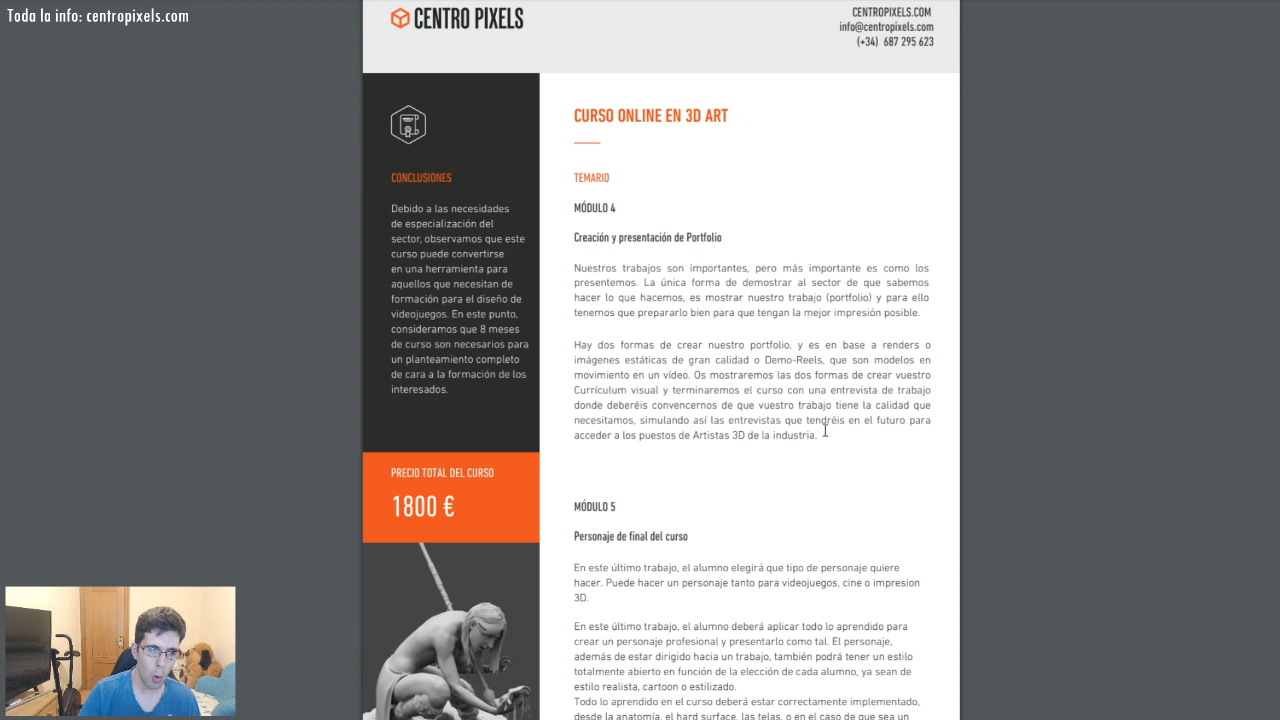 Toda la info: centropixels.com
CENTRO PIXELS
CENTROPIXELS.COM
info@centropixels.com
(+34) 687 295 623
CONCLUSIONES
Debido a las necesidades
de especialización del
sector, observamos que este
curso puede convertirse
en una herramienta para
aquellos que necesitan de
formación para el diseño de
videojuegos. En este punto,
consideramos que 8 meses
de curso son necesarios para
un planteamiento completo
de cara a la formación de los
interesados.
PRECIO TOTAL DEL CURSO
1800 €
CURSO ONLINE EN 3D ART
TEMARIO
MÓDULO 4
Creación y presentación de Portfolio
Nuestros trabajos son importantes, pero más importante es como los
presentemos. La única forma de demostrar al sector de que sabemos
hacer lo que hacemos, es mostrar nuestro trabajo (portfolio) y para ello
tenemos que prepararlo bien para que tengan la mejor impresión posible.
Hay dos formas de crear nuestro portfolio, y es en base a renders o
imágenes estáticas de gran calidad o Demo-Reels, que son modelos en
movimiento en un vídeo. Os mostraremos las dos formas de crear vuestro
Currículum visual y terminaremos el curso con una entrevista de trabajo
donde deberéis convencernos de que vuestro trabajo tiene la calidad que
necesitamos, simulando así las entrevistas que tendréis en el futuro para
acceder a los puestos de Artistas 3D de la industria.
MÓDULO 5
Personaje de final del curso
En este último trabajo, el alumno elegirá que tipo de personaje quiere
hacer. Puede hacer un personaje tanto para videojuegos, cine o impresion
3D.
En este último trabajo, el alumno deberá aplicar todo lo aprendido para
crear un personaje profesional y presentarlo como tal. El personaje,
además de estar dirigido hacia un trabajo, también podrá tener un estilo
totalmente abierto en función de la elección de cada alumno, ya sean de
estilo realista, cartoon o estilizado.
Todo lo aprendido en el curso deberá estar correctamente implementado,
desde la anatomía, el hard surface, las telas, o en el caso de que sea un